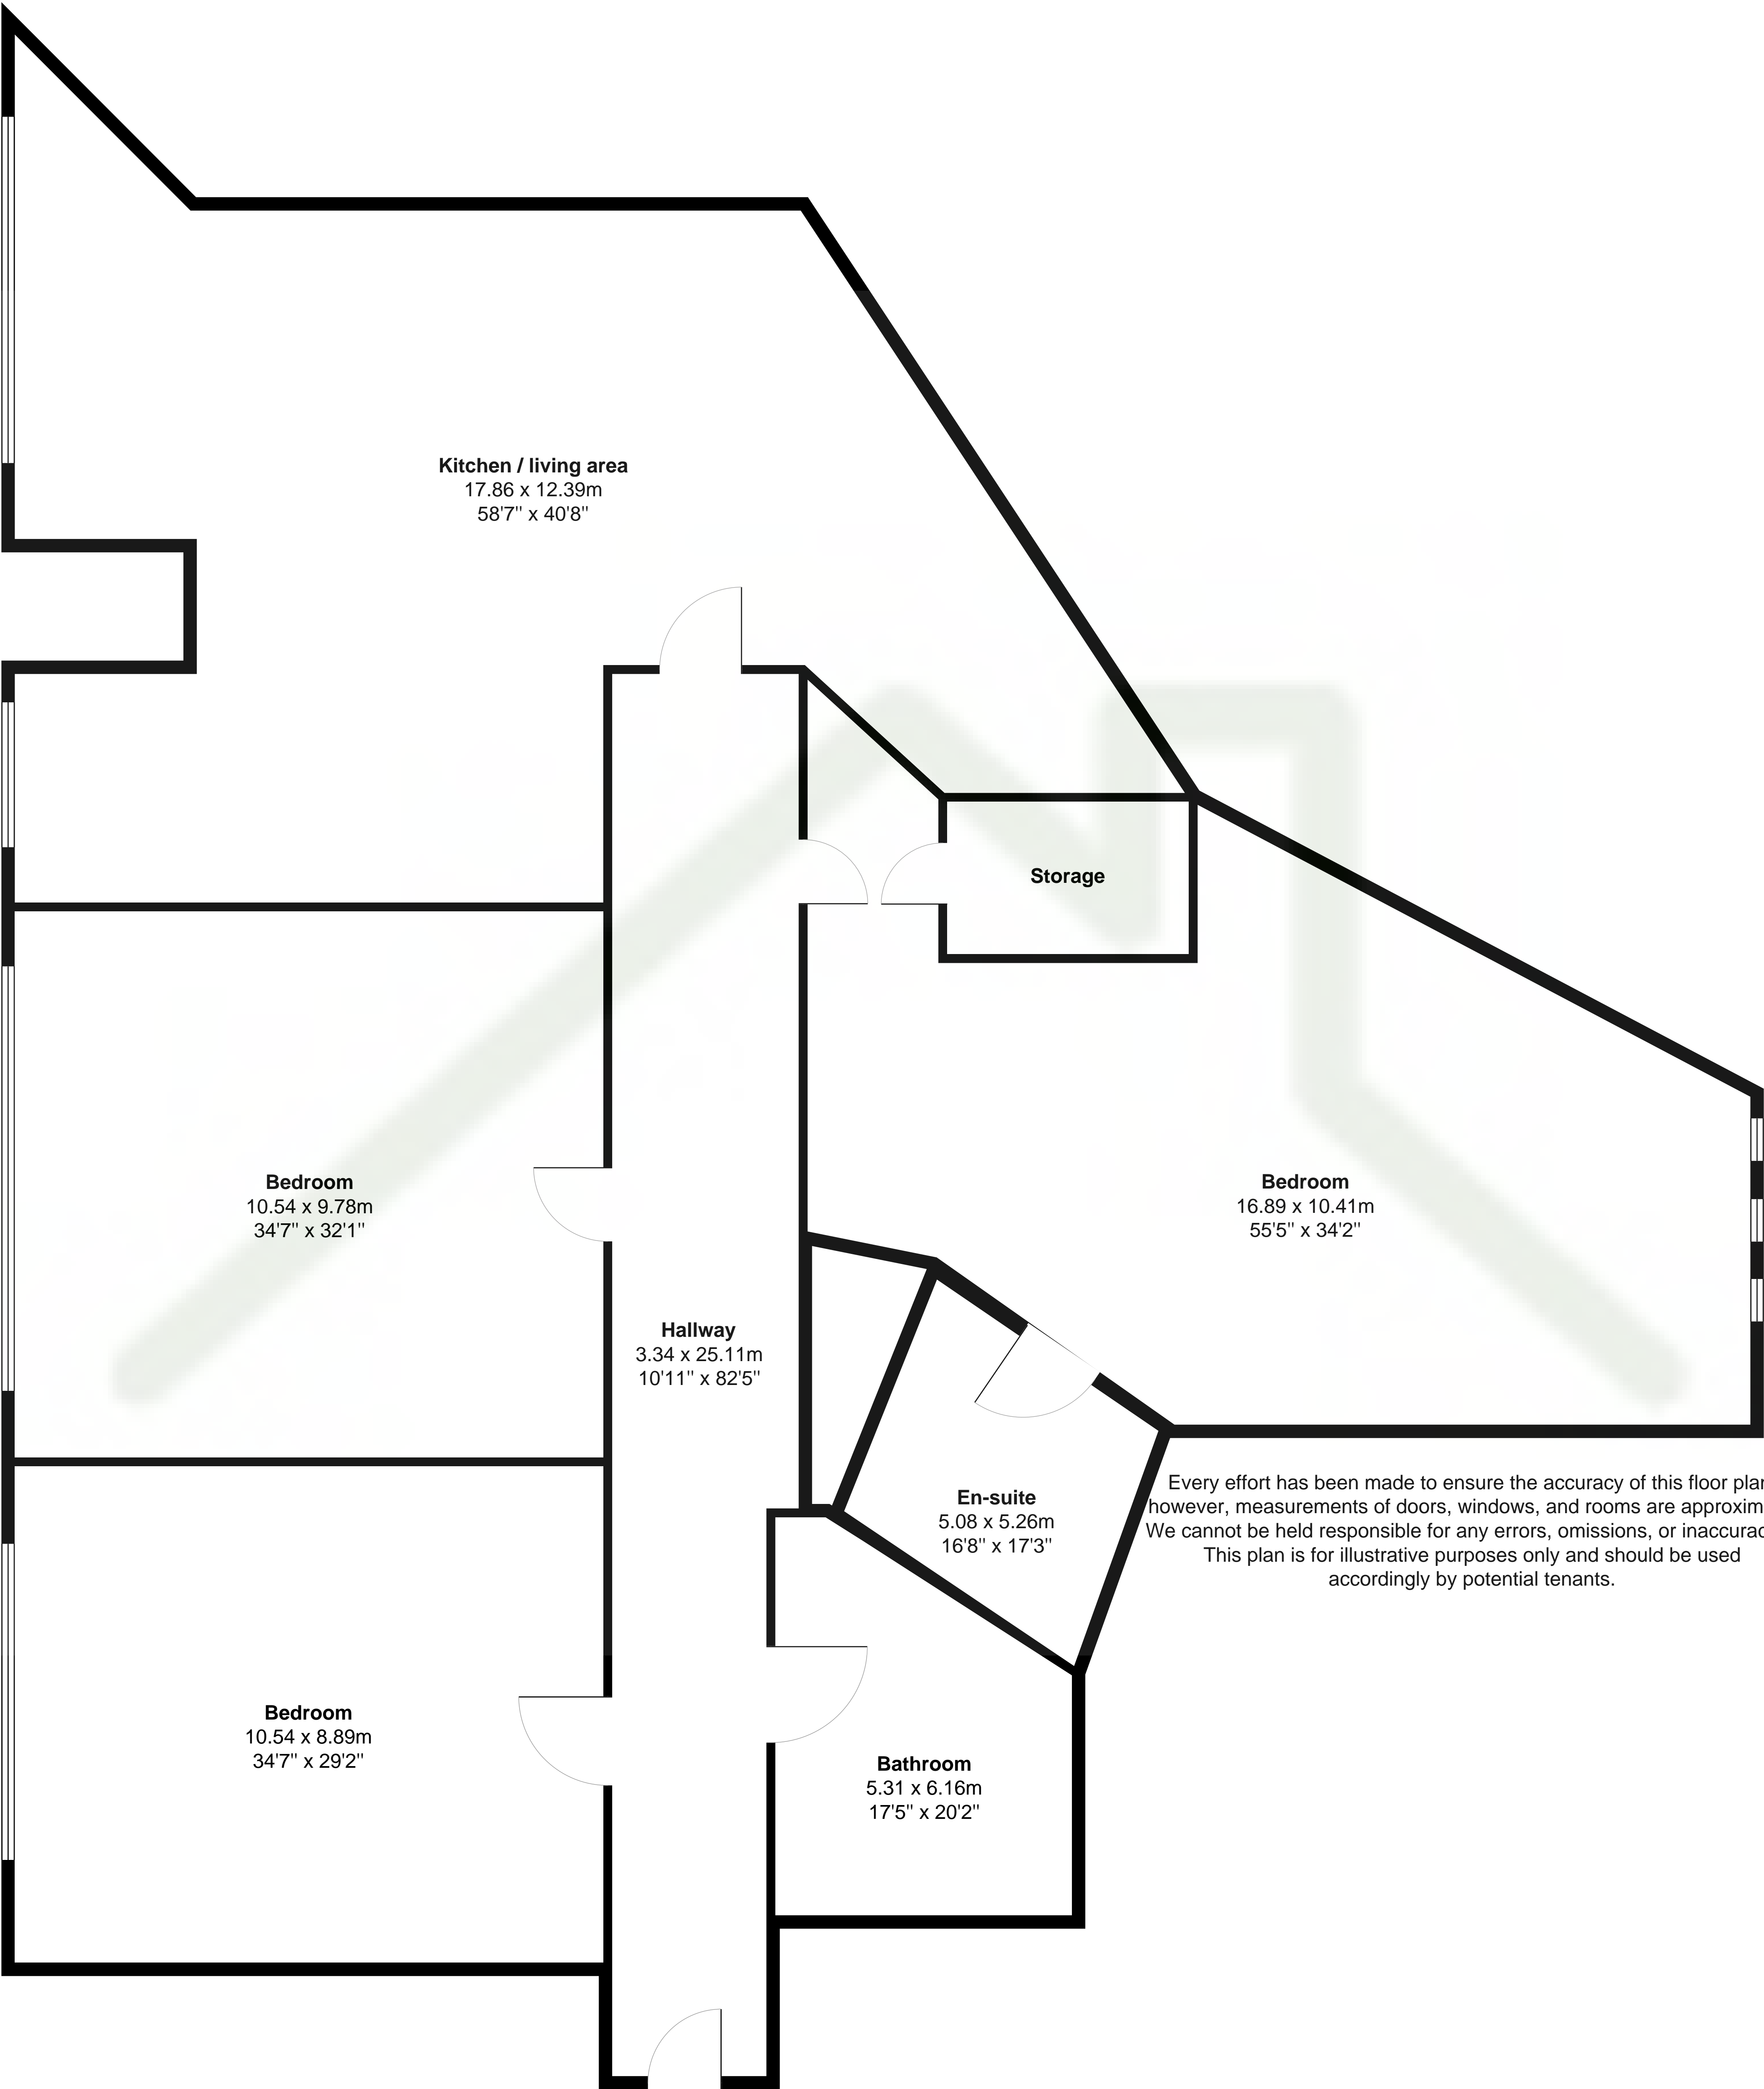 Kitchen / living area
17.86 x 12.39m
58'7" x 40'8"
Storage
Bedroom
10.54 x 9.78m
34'7" x 32'1"
Bedroom
16.89 x 10.41m
55'5" x 34'2"
Hallway
3.34 x 25.11m
10'11" x 82'5"
En-suite
5.08 x 5.26m
16'8" x 17'3"
Every effort has been made to ensure the accuracy of this floor plan
however, measurements of doors, windows, and rooms are approxim
We cannot be held responsible for any errors, omissions, or inaccurac
This plan is for illustrative purposes only and should be used
accordingly by potential tenants.
Bedroom
10.54 x 8.89m
34'7" x 29'2"
Bathroom
5.31 x 6.16m
17'5" x 20'2"